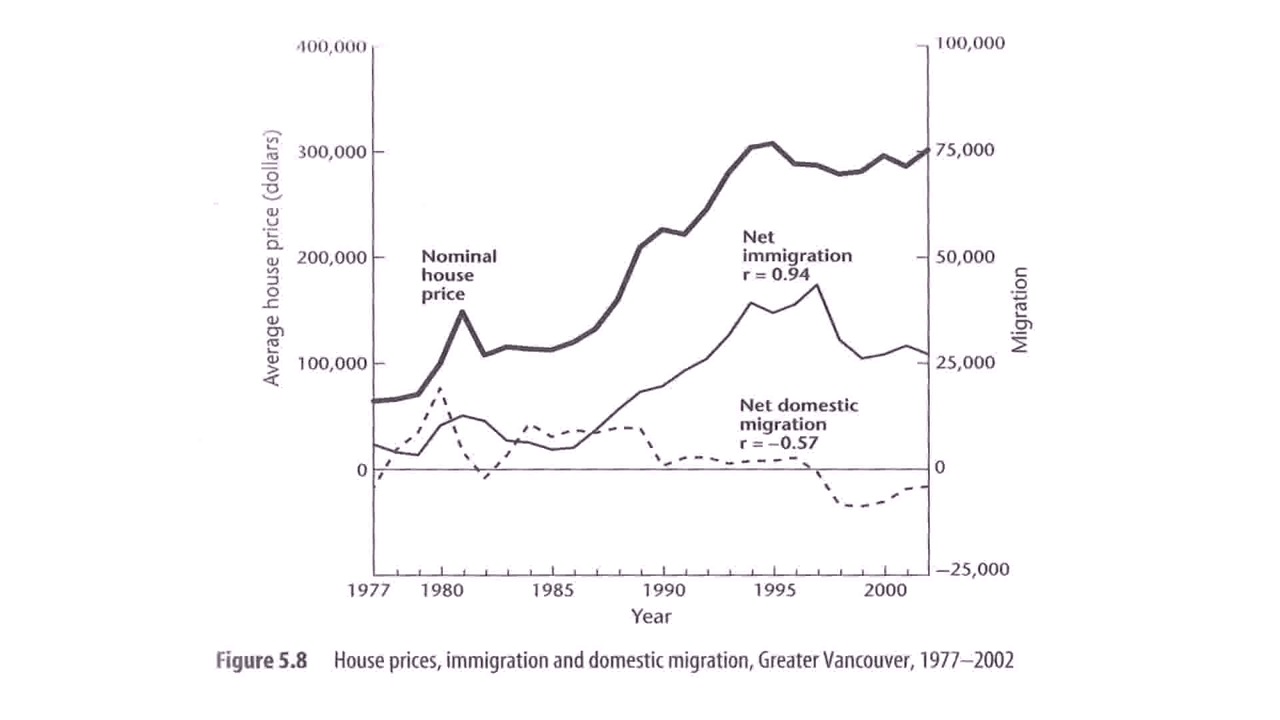 400,000
300,000
200,000
100,000
0
Average house price (dollars)
100,000
75,000
50,000
25,000
0
−25,000
Migration
Nominal
house
price
Net
immigration
r = 0.94
Net domestic
migration
r = −0.57
1977 1980 1985 1990 1995 2000
Year
Figure 5.8 House prices, immigration and domestic migration, Greater Vancouver, 1977–2002